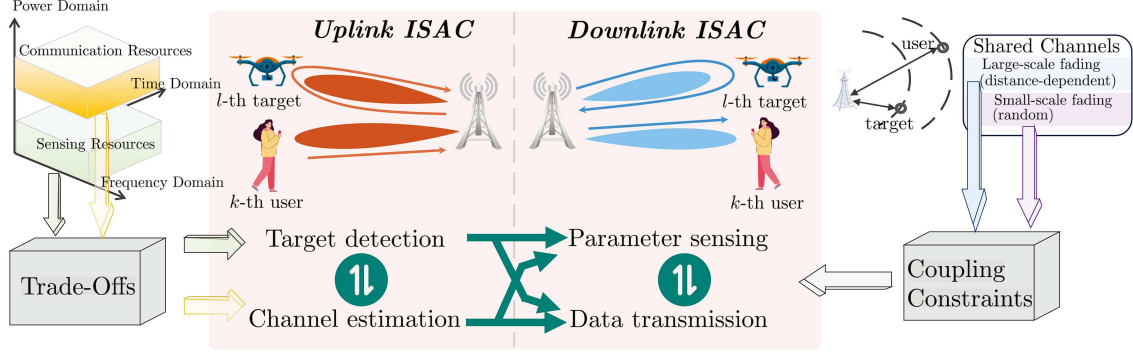 Power Domain
Communication Resources
Time Domain
Sensing Resources
Frequency Domain
Trade-Offs
Uplink ISAC
Downlink ISAC
l-th target
l-th target
k-th user
k-th user
Target detection
Parameter sensing
Channel estimation
Data transmission
user
target
Shared Channels
Large-scale fading
(distance-dependent)
Small-scale fading
(random)
Coupling
Constraints